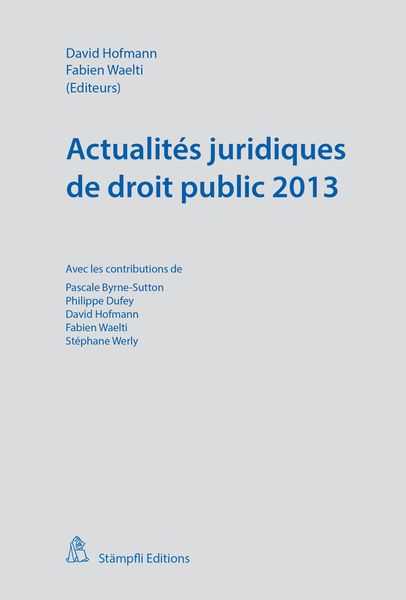 David Hofmann
Fabien Waelti
(Editeurs)
Actualités juridiques
de droit public 2013
Avec les contributions de
Pascale Byrne-Sutton
Philippe Dufey
David Hofmann
Fabien Waelti
Stéphane Werly
Stämpfli Editions